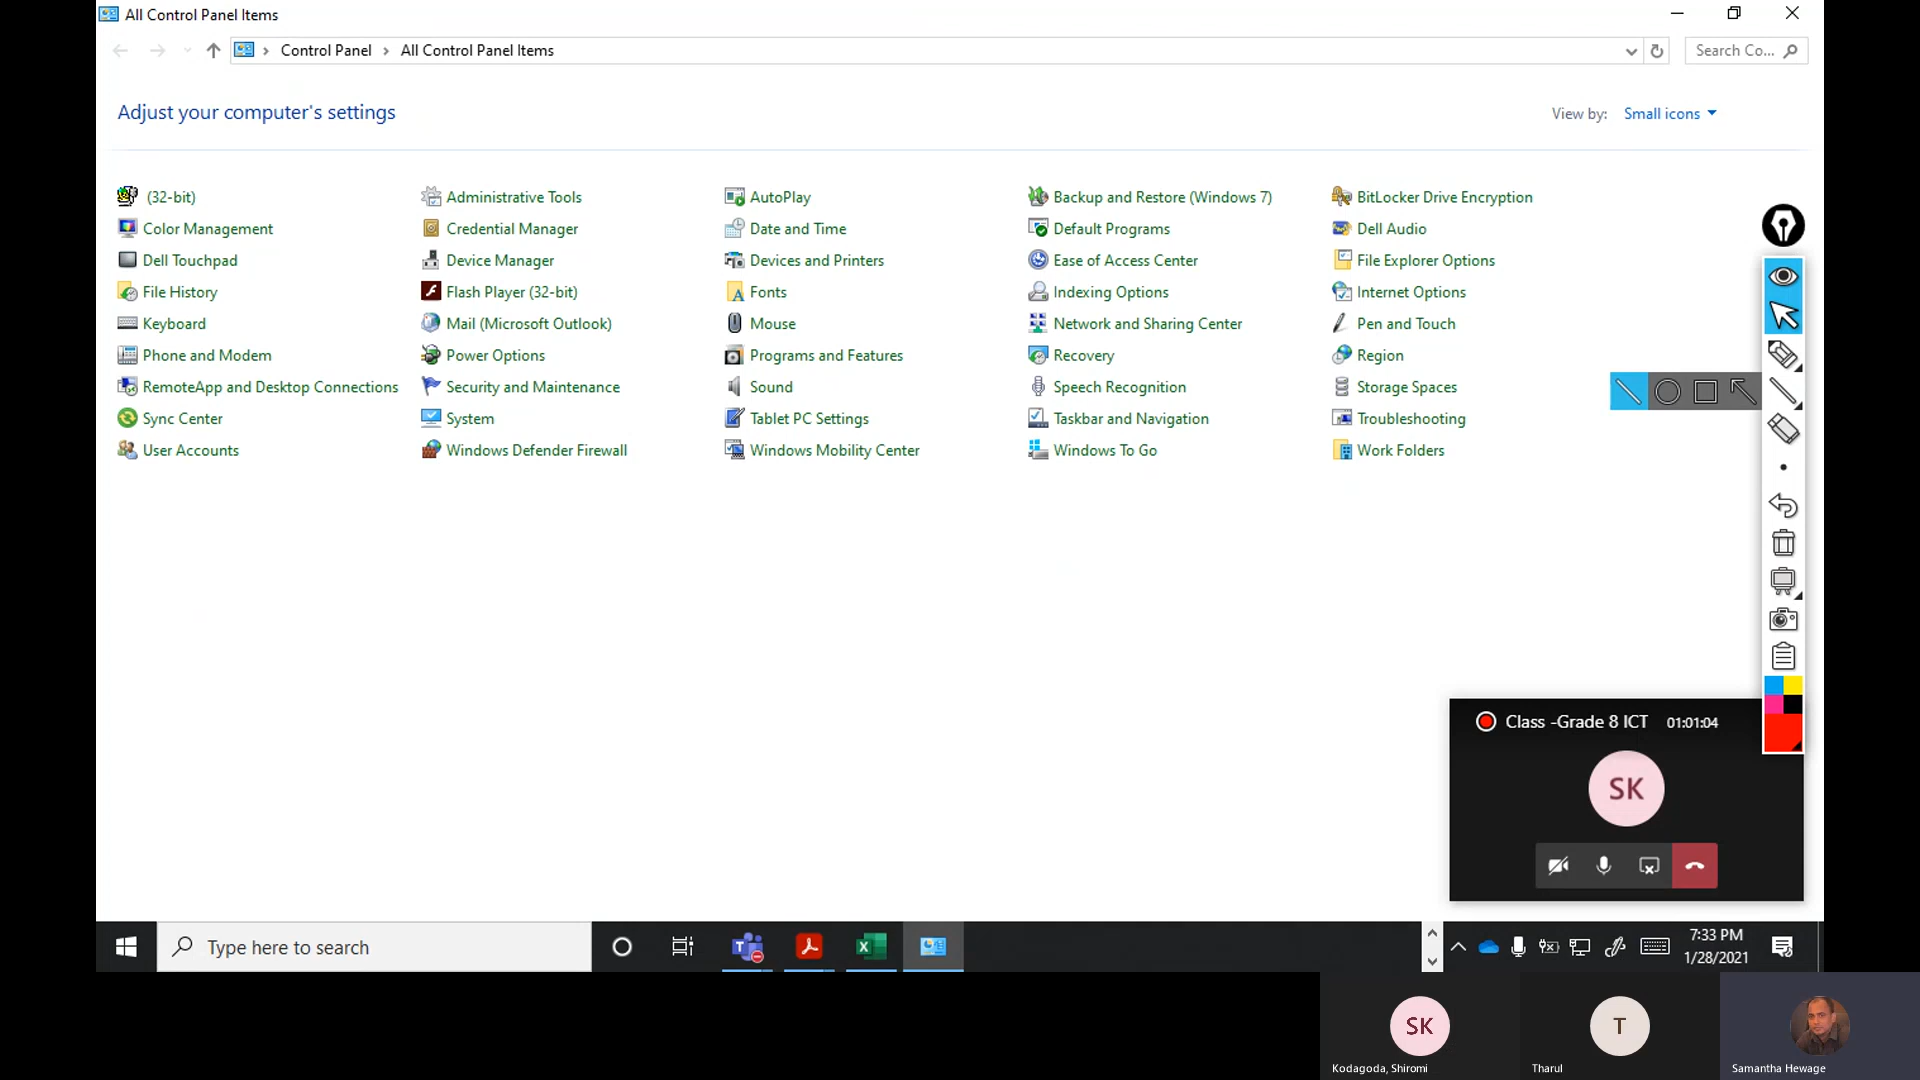 All Control Panel Items
Control Panel
All Control Panel Items
Search Co...
Adjust your computer's settings
View by:
Small icons
(32-bit)
Administrative Tools
AutoPlay
Backup and Restore (Windows 7)
BitLocker Drive Encryption
Color Management
Credential Manager
Date and Time
Default Programs
Dell Audio
Dell Touchpad
Device Manager
Devices and Printers
Ease of Access Center
File Explorer Options
File History
Flash Player (32-bit)
Fonts
Indexing Options
Internet Options
Keyboard
Mail (Microsoft Outlook)
Mouse
Network and Sharing Center
Pen and Touch
Phone and Modem
Power Options
Programs and Features
Recovery
Region
RemoteApp and Desktop Connections
Security and Maintenance
Sound
Speech Recognition
Storage Spaces
Sync Center
System
Tablet PC Settings
Taskbar and Navigation
Troubleshooting
User Accounts
Windows Defender Firewall
Windows Mobility Center
Windows To Go
Work Folders
Class -Grade 8 ICT
01:01:04
SK
Type here to search
7:33 PM
1/28/2021
SK
T
Kodagoda, Shiromi
Tharul
Samantha Hewage